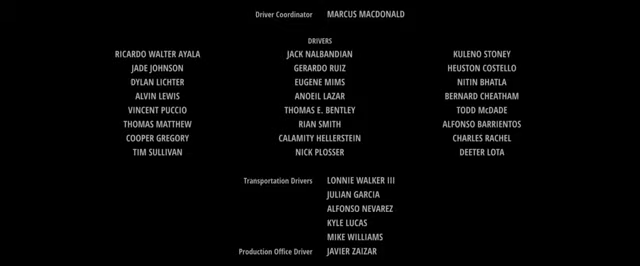 Driver Coordinator MARCUS MACDONALD
DRIVERS
RICARDO WALTER AYALA JACK NALBANDIAN KULENO STONEY
JADE JOHNSON GERARDO RUIZ HEUSTON COSTELLO
DYLAN LICHTER EUGENE MIMS NITIN BHATLA
ALVIN LEWIS ANOEIL LAZAR BERNARD CHEATHAM
VINCENT PUCCIO THOMAS E. BENTLEY TODD McDADE
THOMAS MATTHEW RIAN SMITH ALFONSO BARRIENTOS
COOPER GREGORY CALAMITY HELLERSTEIN CHARLES RACHEL
TIM SULLIVAN NICK PLOSSER DEETER LOTA
Transportation Drivers LONNIE WALKER III
JULIAN GARCIA
ALFONSO NEVAREZ
KYLE LUCAS
MIKE WILLIAMS
Production Office Driver JAVIER ZAIZAR